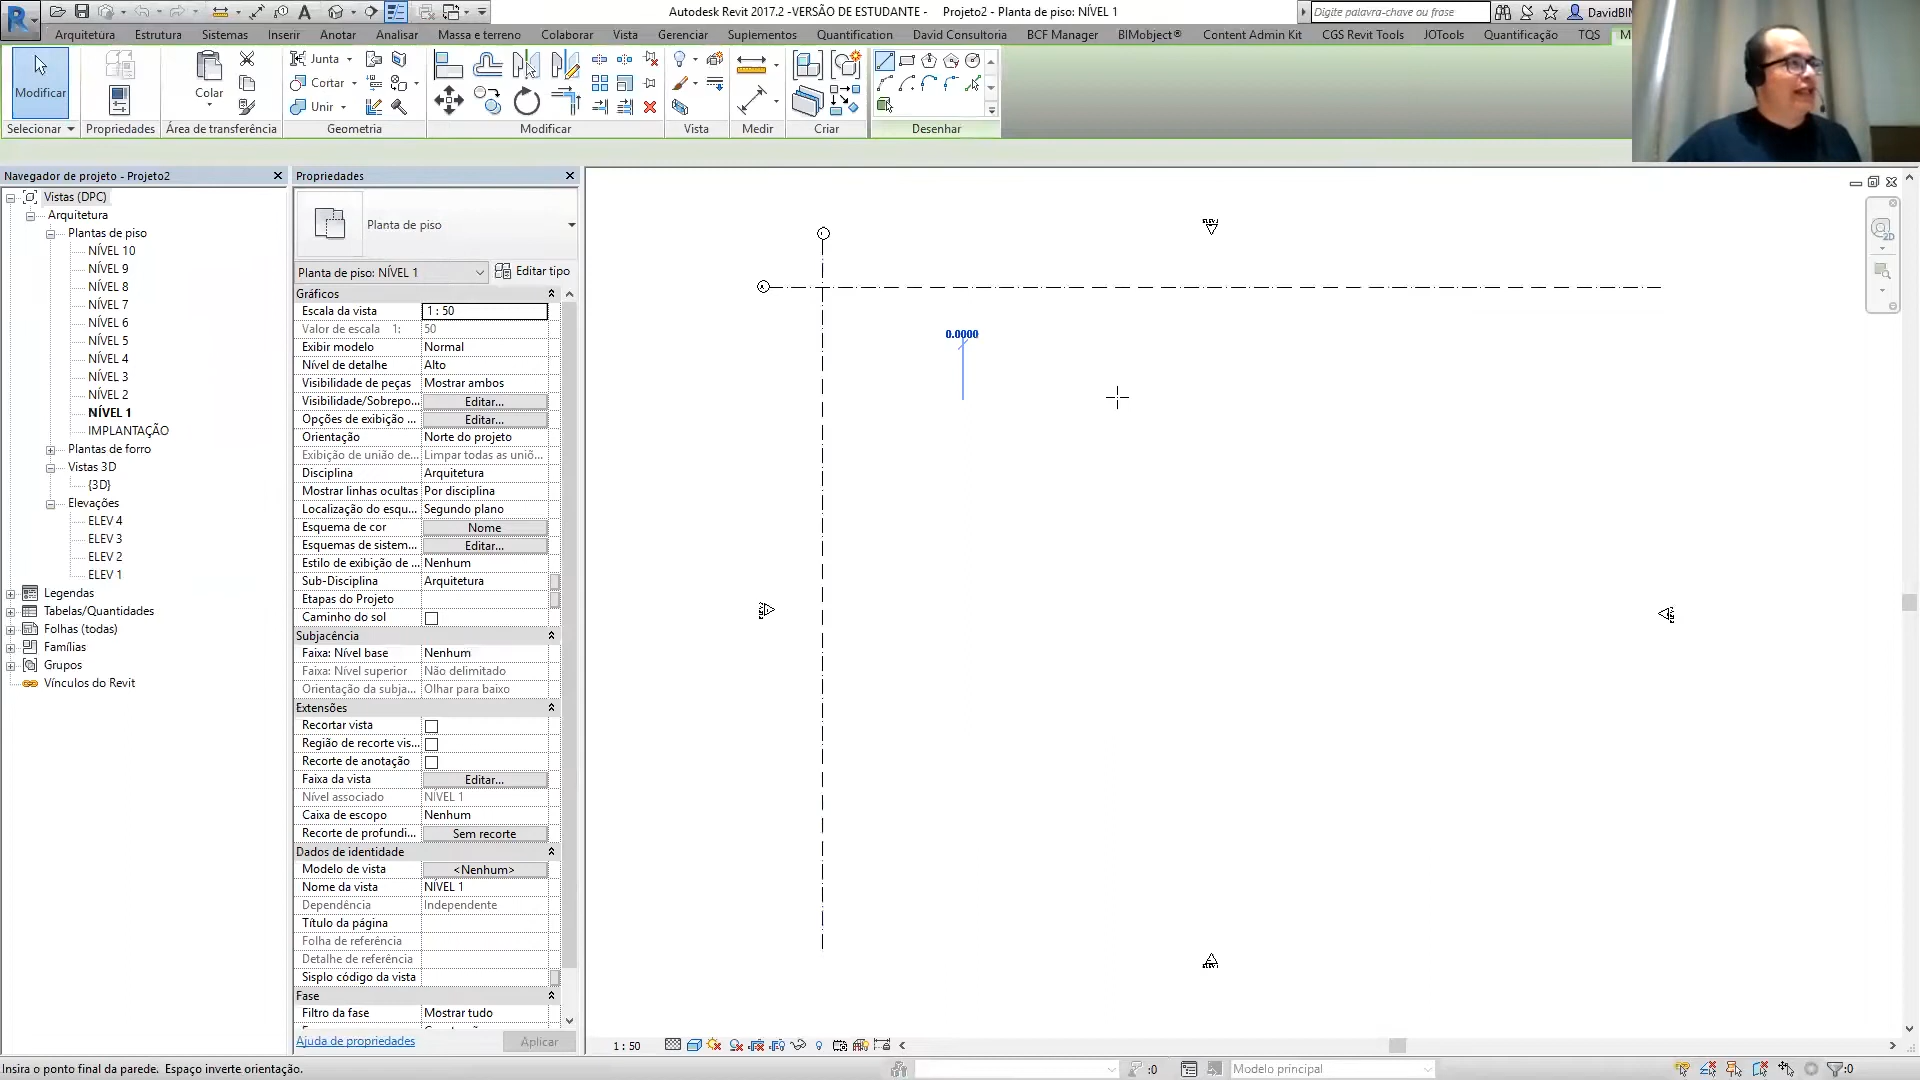 Autodesk Revit 2017.2 -VERSÃO DE ESTUDANTE - Projeto2 - Planta de piso: NÍVEL 1
Digite palavra-chave ou frase
DavidBIM
Arquitetura Estrutura Sistemas Inserir Anotar Analisar Massa e terreno Colaborar Vista Gerenciar Suplementos Quantification David Consultoria BCF Manager BIMobject® Content Admin Kit CGS Revit Tools JOTools Quantificação TQS M
Modificar
Colar
Junta
Cortar
Unir
Selecionar Propriedades Área de transferência Geometria Modificar Vista Medir Criar Desenhar
Navegador de projeto - Projeto2
Vistas (DPC)
Arquitetura
Plantas de piso
NÍVEL 10
NÍVEL 9
NÍVEL 8
NÍVEL 7
NÍVEL 6
NÍVEL 5
NÍVEL 4
NÍVEL 3
NÍVEL 2
NÍVEL 1
IMPLANTAÇÃO
Plantas de forro
Vistas 3D
{3D}
Elevações
ELEV 4
ELEV 3
ELEV 2
ELEV 1
Legendas
Tabelas/Quantidades
Folhas (todas)
Famílias
Grupos
Vínculos do Revit
Propriedades
Planta de piso
Planta de piso: NÍVEL 1 Editar tipo
Gráficos
Escala da vista 1 : 50
Valor de escala 1: 50
Exibir modelo Normal
Nível de detalhe Alto
Visibilidade de peças Mostrar ambos
Visibilidade/Sobrepo... Editar...
Opções de exibição ... Editar...
Orientação Norte do projeto
Exibição de união de... Limpar todas as uniõ...
Disciplina Arquitetura
Mostrar linhas ocultas Por disciplina
Localização do esqu... Segundo plano
Esquema de cor Nome
Esquemas de sistem... Editar...
Estilo de exibição de ... Nenhum
Sub-Disciplina Arquitetura
Etapas do Projeto
Caminho do sol
Subjacência
Faixa: Nível base Nenhum
Faixa: Nível superior Não delimitado
Orientação da subja... Olhar para baixo
Extensões
Recortar vista
Região de recorte vis...
Recorte de anotação
Faixa da vista Editar...
Nível associado NÍVEL 1
Caixa de escopo Nenhum
Recorte de profundi... Sem recorte
Dados de identidade
Modelo de vista <Nenhum>
Nome da vista NÍVEL 1
Dependência Independente
Título da página
Folha de referência
Detalhe de referência
Sisplo código da vista
Fase
Filtro da fase Mostrar tudo
Ajuda de propriedades Aplicar
0.0000
2D
1 : 50
Insira o ponto final da parede. Espaço inverte orientação.
:0
Modelo principal
:0